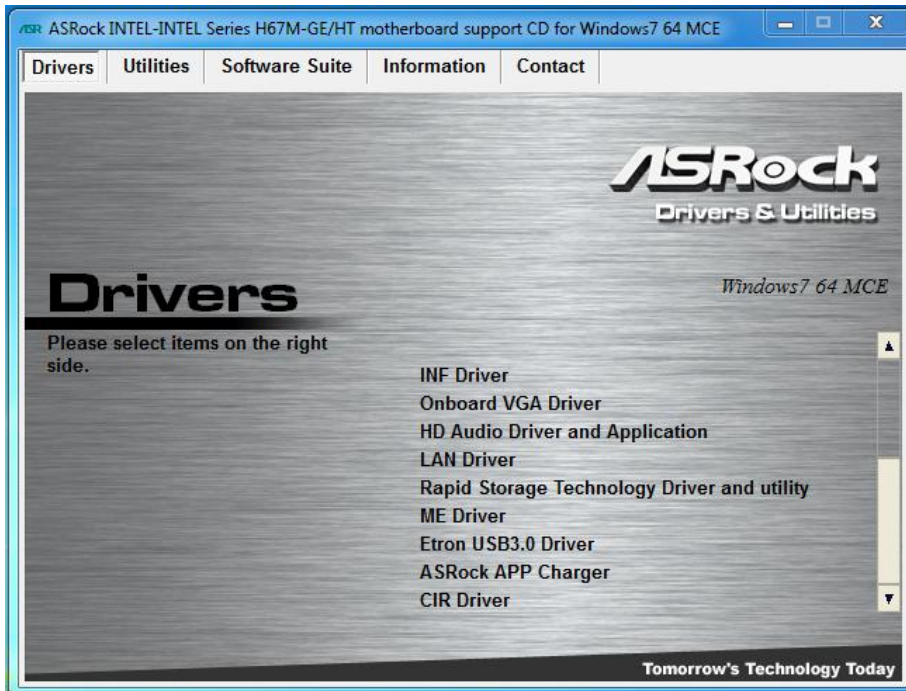 ASR ASRock INTEL-INTEL Series H67M-GE/HT motherboard support CD for Windows7 64 MCE
Drivers Utilities Software Suite Information Contact
ASRock
Drivers & Utilities
Drivers
Windows7 64 MCE
Please select items on the right
side.
INF Driver
Onboard VGA Driver
HD Audio Driver and Application
LAN Driver
Rapid Storage Technology Driver and utility
ME Driver
Etron USB3.0 Driver
ASRock APP Charger
CIR Driver
Tomorrow's Technology Today